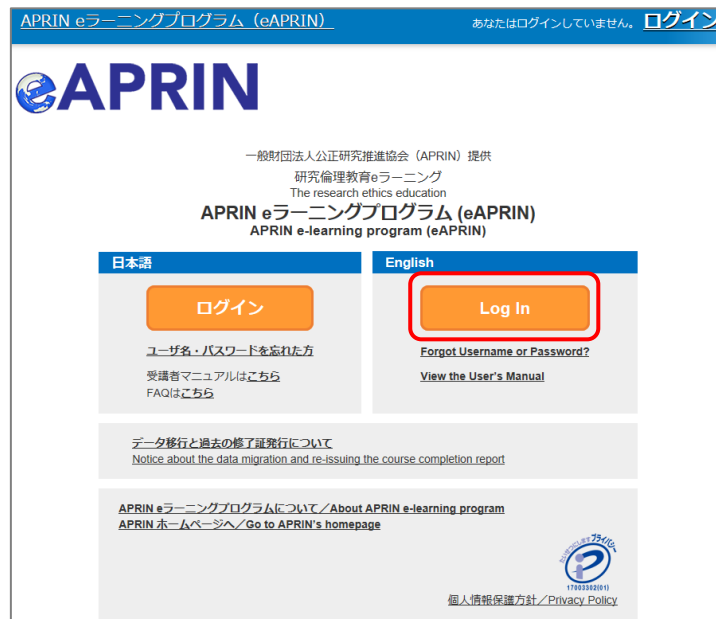 APRIN eラーニングプログラム（eAPRIN） あなたはログインしていません。 ログイン
eAPRIN
一般財団法人公正研究推進協会（APRIN）提供
研究倫理教育eラーニング
The research ethics education
APRIN eラーニングプログラム (eAPRIN)
APRIN e-learning program (eAPRIN)
日本語
ログイン
ユーザ名・パスワードを忘れた方
受講者マニュアルはこちら
FAQはこちら
English
Log In
Forgot Username or Password?
View the User's Manual
データ移行と過去の修了証発行について
Notice about the data migration and re-issuing the course completion report
APRIN eラーニングプログラムについて／About APRIN e-learning program
APRIN ホームページへ／Go to APRIN's homepage
たいせつにします プライバシー
17003302(01)
個人情報保護方針／Privacy Policy